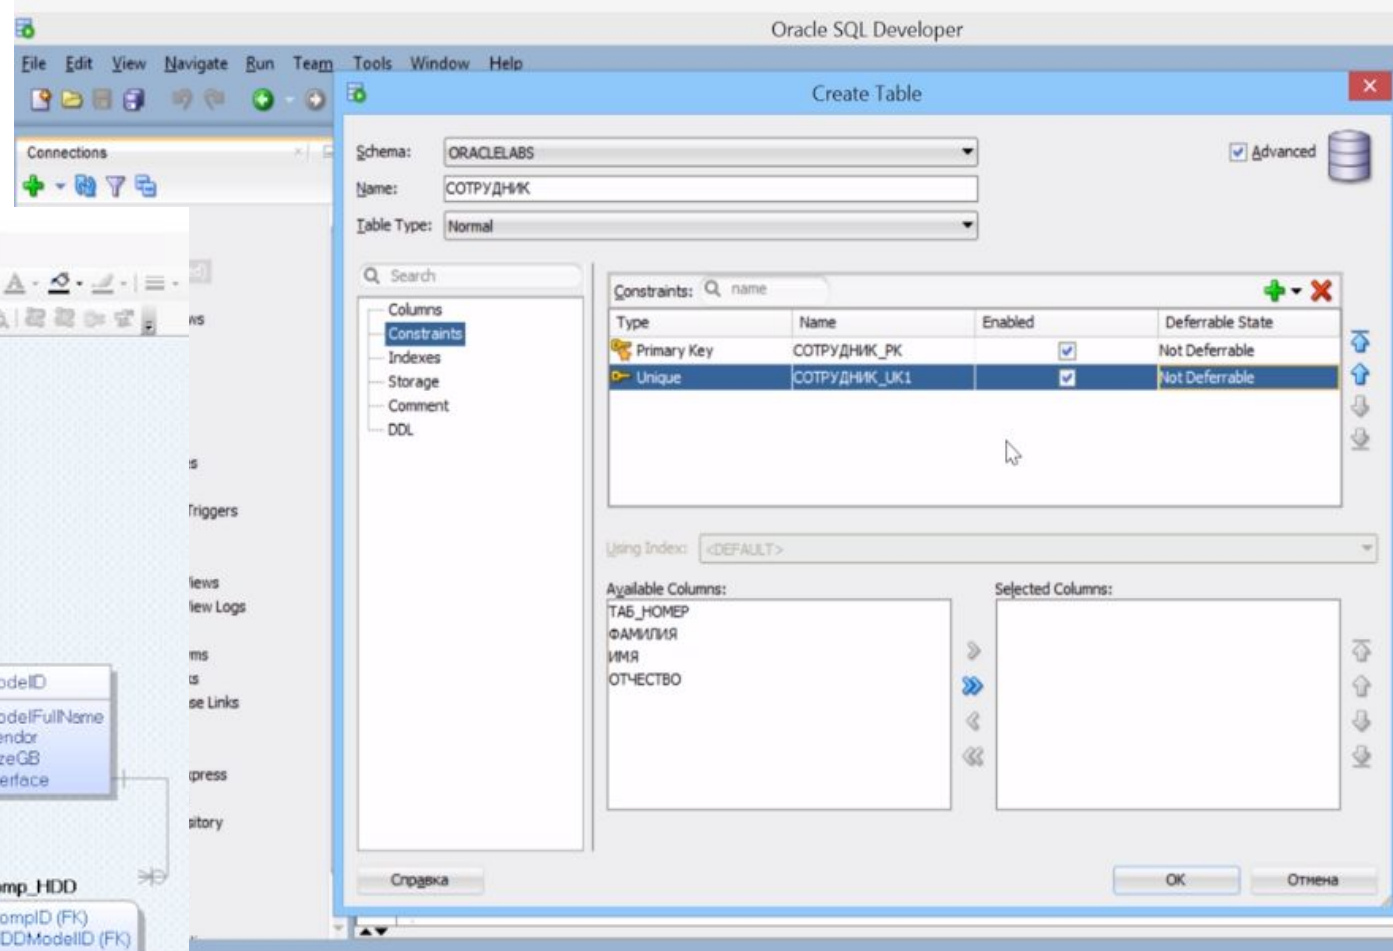 Oracle SQL Developer
File Edit View Navigate Run Team Tools Window Help
Create Table
Connections
Schema: ORACLELABS
Advanced
Name: СОТРУДНИК
Table Type: Normal
Search
Columns
Constraints
Indexes
Storage
Comment
DDL
Constraints: name
Type Name Enabled Deferrable State
Primary Key СОТРУДНИК_PK Not Deferrable
Unique СОТРУДНИК_UK1 Not Deferrable
Using Index: <DEFAULT>
Available Columns:
ТАБ_НОМЕР
ФАМИЛИЯ
ИМЯ
ОТЧЕСТВО
Selected Columns:
Справка
OK
Отмена
ws
s
Triggers
iews
iew Logs
ms
ks
se Links
xpress
sitory
odelID
odelFullName
endor
zeGB
erface
omp_HDD
ompID (FK)
DDModelID (FK)